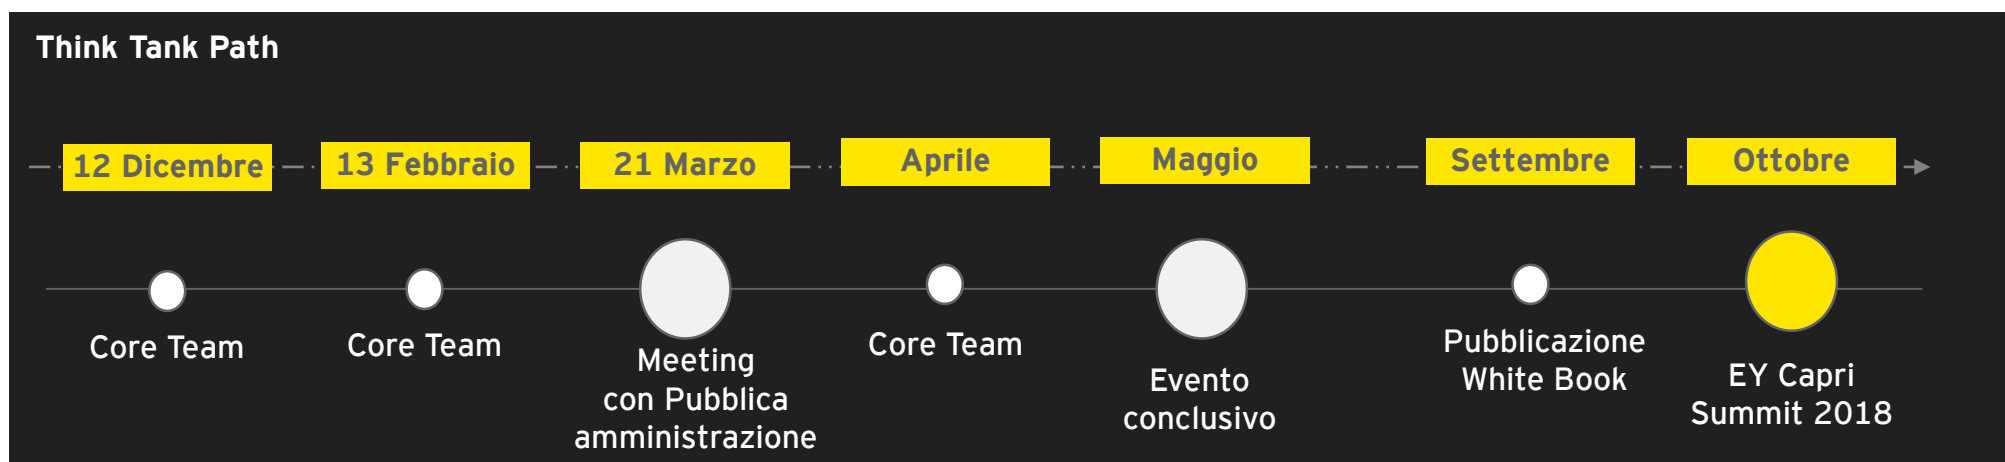 Think Tank Path
12 Dicembre
13 Febbraio
21 Marzo
Aprile
Maggio
Settembre
Ottobre
Core Team
Core Team
Meeting
con Pubblica
amministrazione
Core Team
Evento
conclusivo
Pubblicazione
White Book
EY Capri
Summit 2018